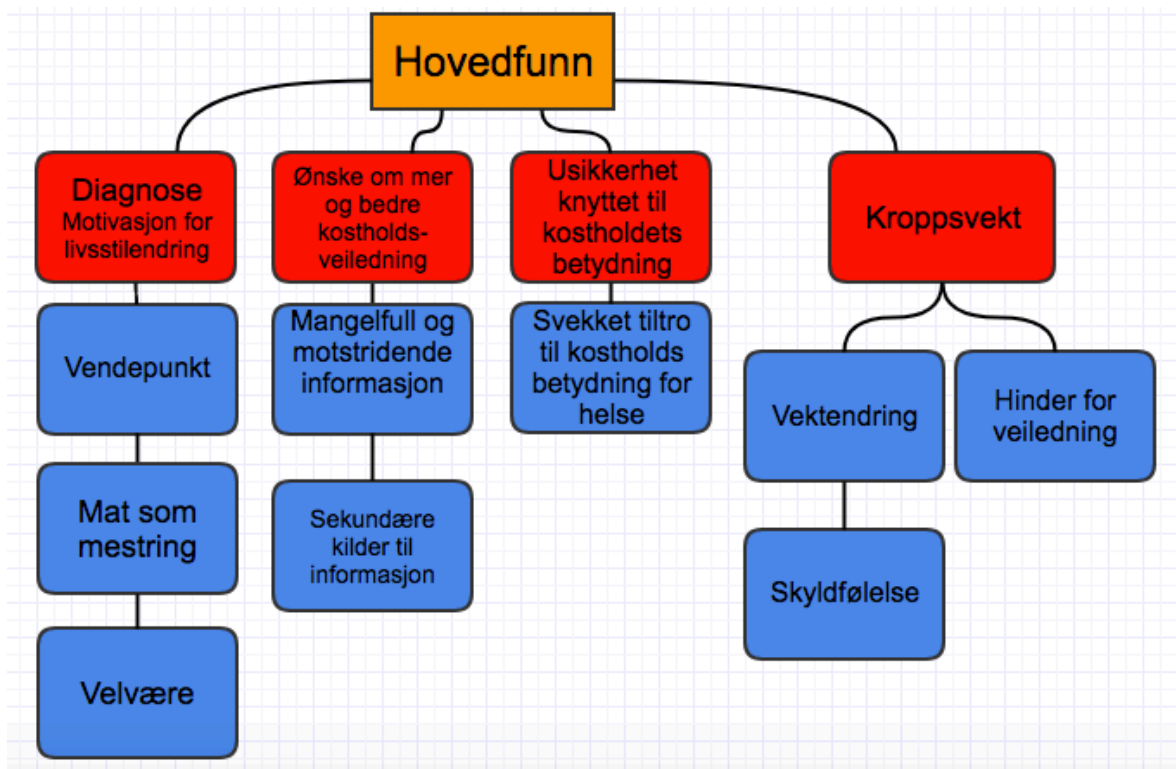 Hovedfunn
Diagnose
Motivasjon for
livsstilendring
Vendepunkt
Mat som
mestring
Velvære
Ønske om mer
og bedre
kostholds-
veiledning
Mangelfull og
motstridende
informasjon
Sekundære
kilder til
informasjon
Usikkerhet
knyttet til
kostholdets
betydning
Svekket tiltro
til kostholds
betydning for
helse
Kroppsvekt
Vektendring
Skyldfølelse
Hinder for
veiledning